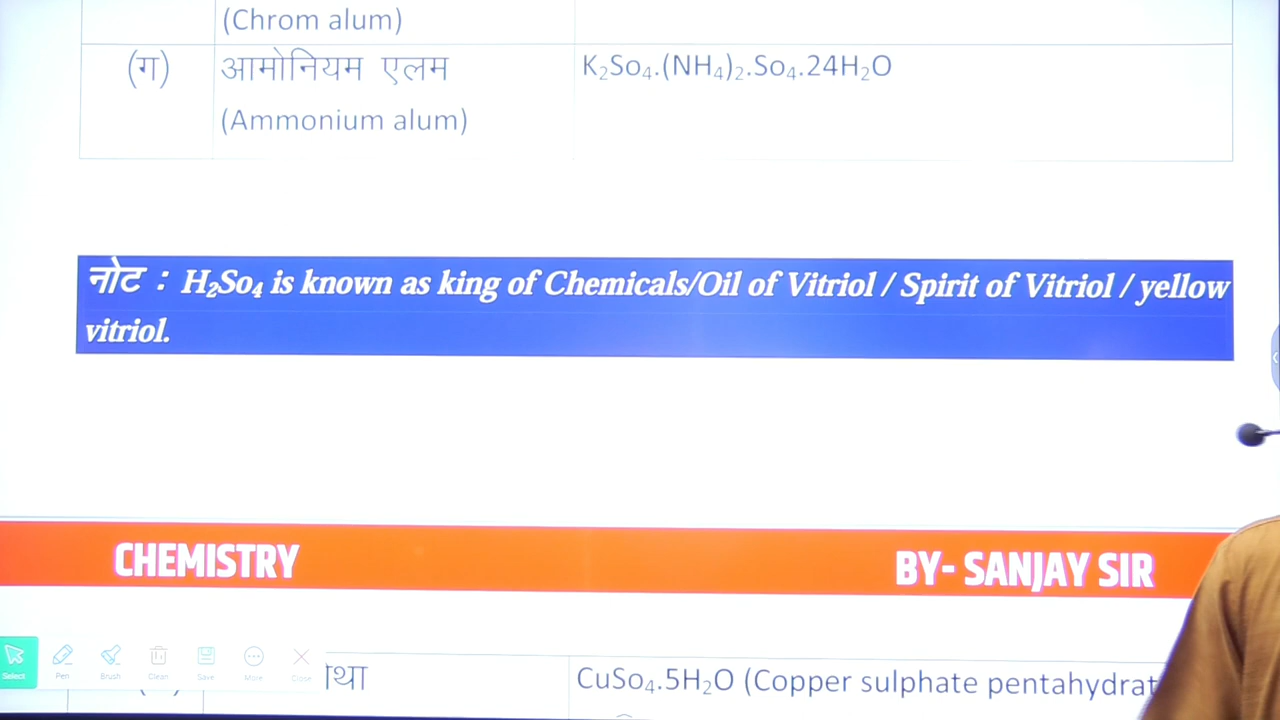 (Chrom alum)
(ग) आमोनियम एलम K₂So₄.(NH₄)₂.So₄.24H₂O
(Ammonium alum)
नोट : H₂So₄ is known as king of Chemicals/Oil of Vitriol / Spirit of Vitriol / yellow
vitriol.
CHEMISTRY BY- SANJAY SIR
Select Pen Brush Clean Save More Close
CuSo₄.5H₂O (Copper sulphate pentahydrat